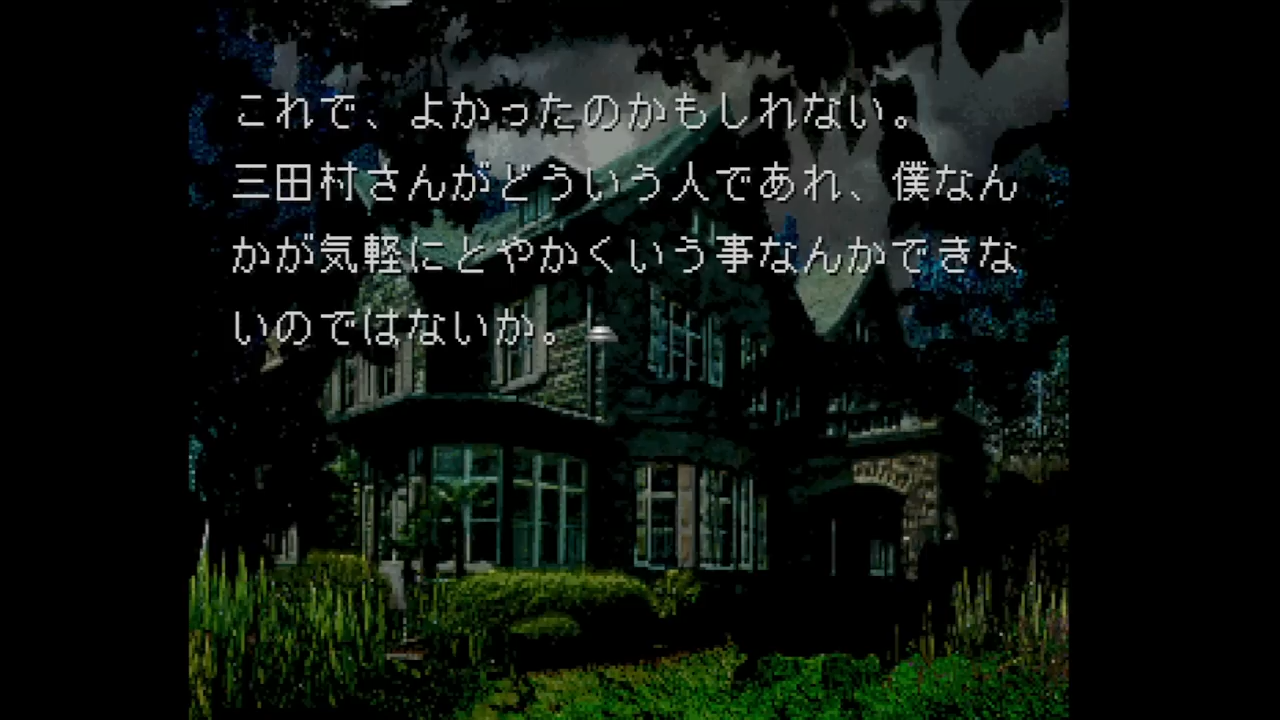 これで、よかったのかもしれない。
三田村さんがどういう人であれ、僕なん
かが気軽にとやかくいう事なんかできな
いのではないか。